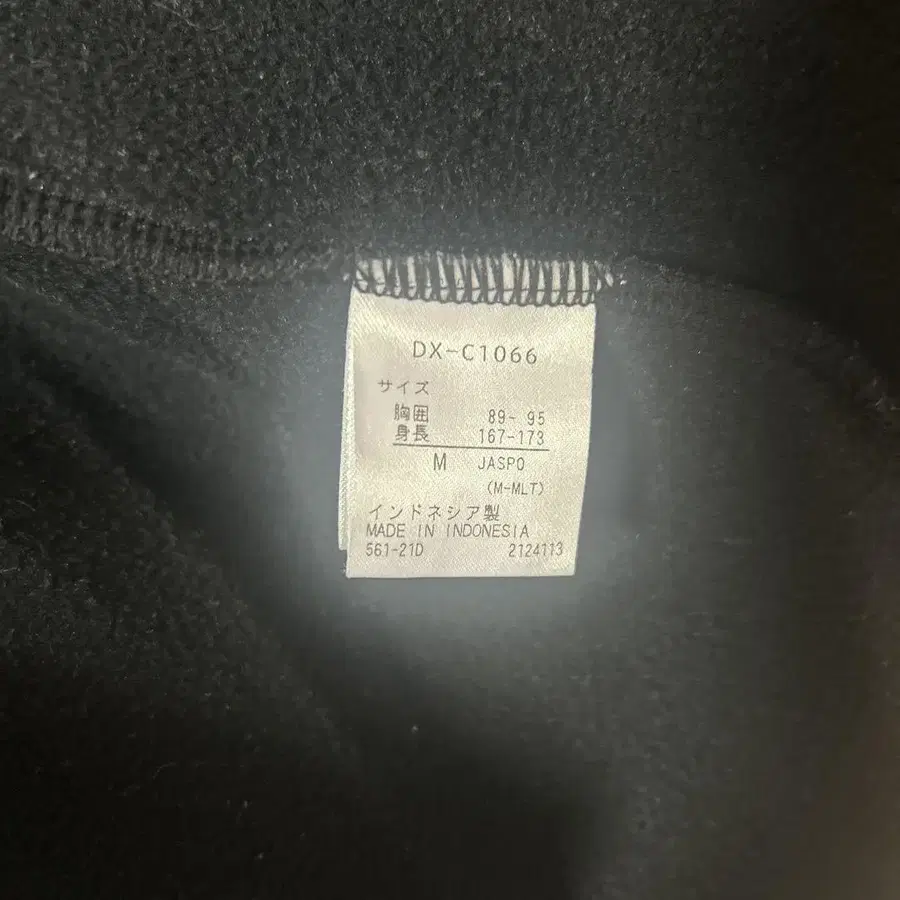 DX-C1066
サイズ
胸囲 89- 95
身長 167-173
M JASPO
(M-MLT)
インドネシア製
MADE IN INDONESIA
561-21D 2124113